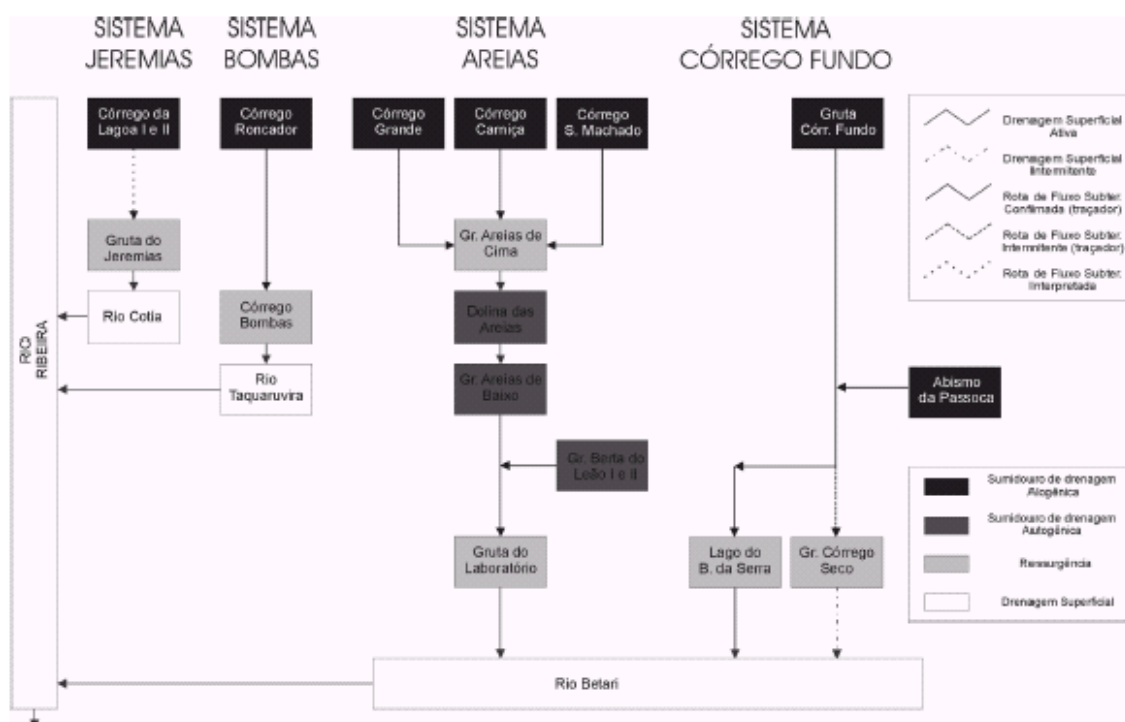 SISTEMA
JEREMIAS
SISTEMA
BOMBAS
SISTEMA
AREIAS
SISTEMA
CÓRREGO FUNDO
Córrego da
Lagoa I e II
Córrego
Roncador
Córrego
Grande
Córrego
Carniça
Córrego
S. Machado
Gruta
Córr. Fundo
Gruta do
Jeremias
Gr. Areias de
Cima
Rio Cotia
Córrego
Bombas
Dolina das
Areias
RIO
RIBEIRA
Rio
Taquaruvira
Gr. Areias de
Baixo
Abismo
da Passoca
Gr. Berta do
Leão I e II
Gruta do
Laboratório
Lago do
B. da Serra
Gr. Córrego
Seco
Rio Betari
Drenagem Superficial
Ativa
Drenagem Superficial
Intermitente
Rota de Fluxo Subter.
Confirmada (traçador)
Rota de Fluxo Subter.
Intermitente (traçador)
Rota de Fluxo Subter.
Interpretada
Sumidouro de drenagem
Alogênica
Sumidouro de drenagem
Autogênica
Ressurgência
Drenagem Superficial